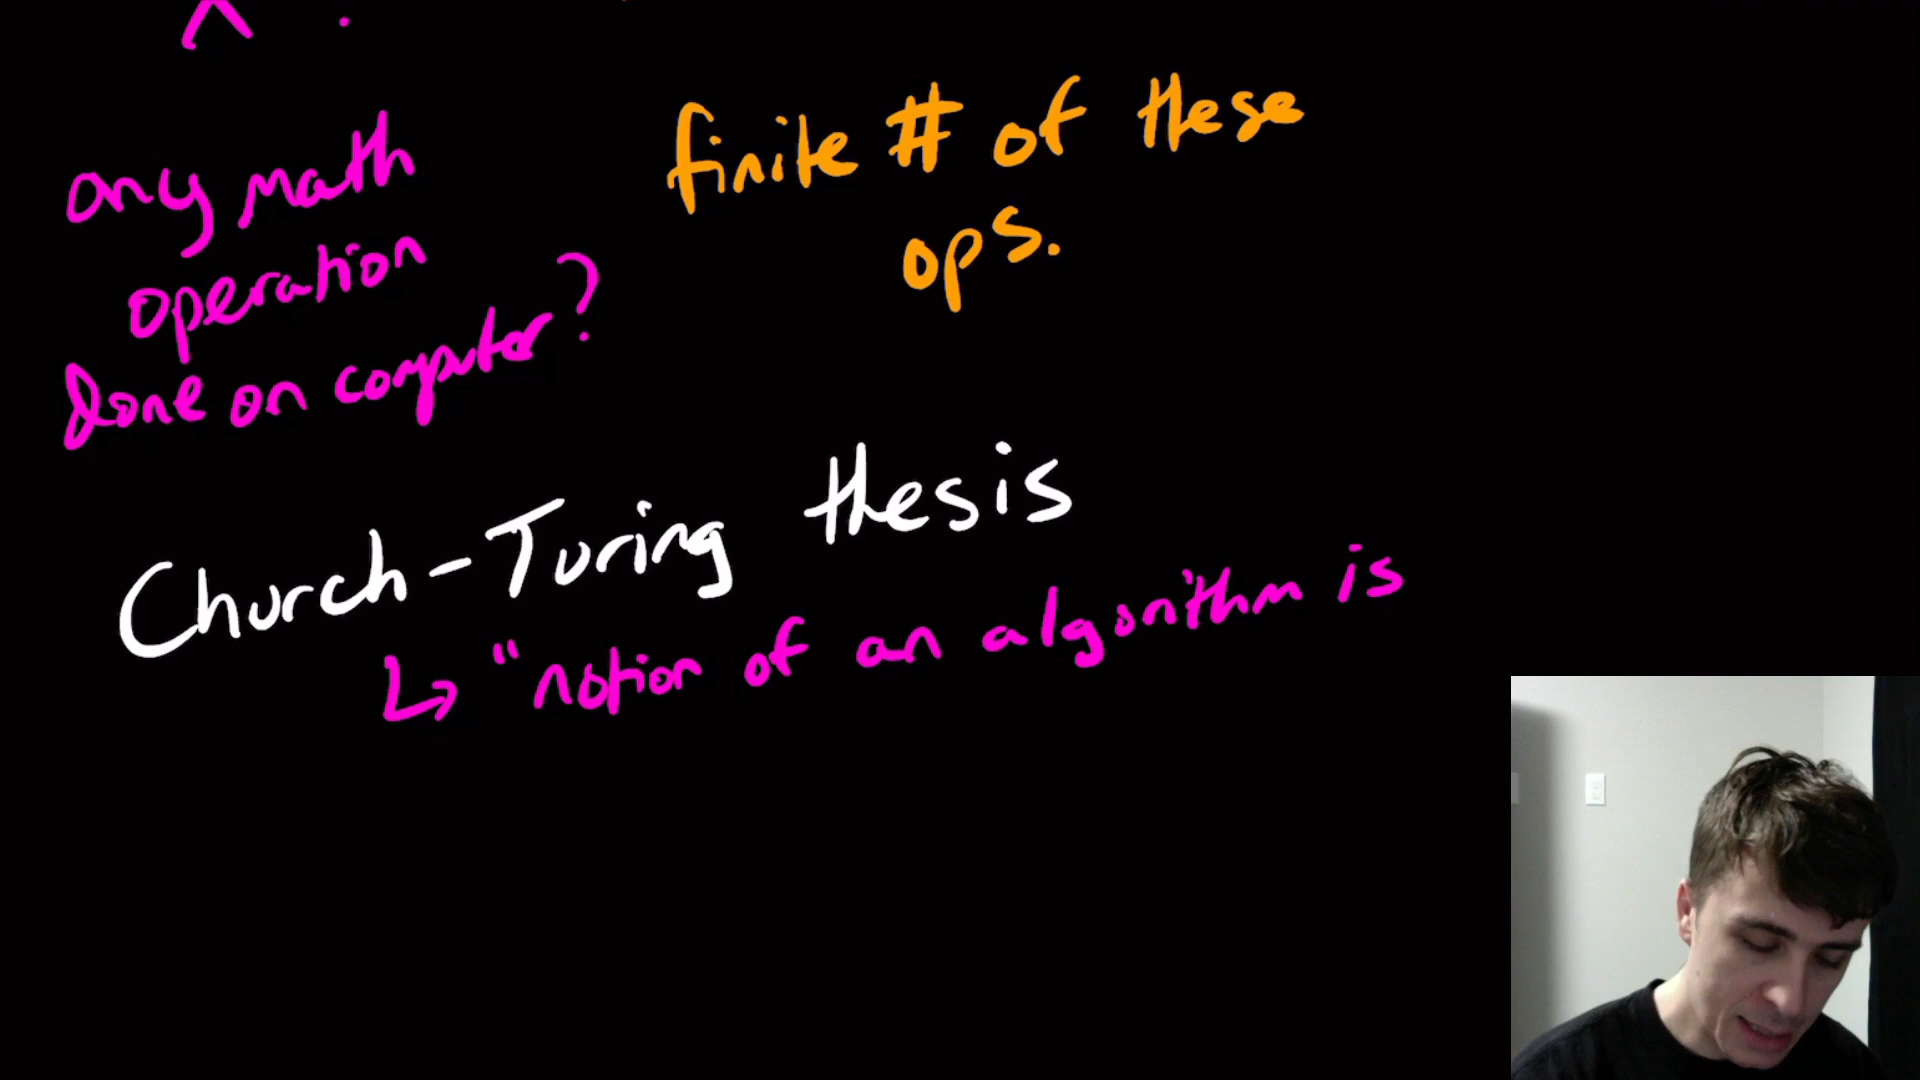 any math
operation
done on computer?
finite # of these
ops.
Church-Turing thesis
↳ "notion of an algorithm is